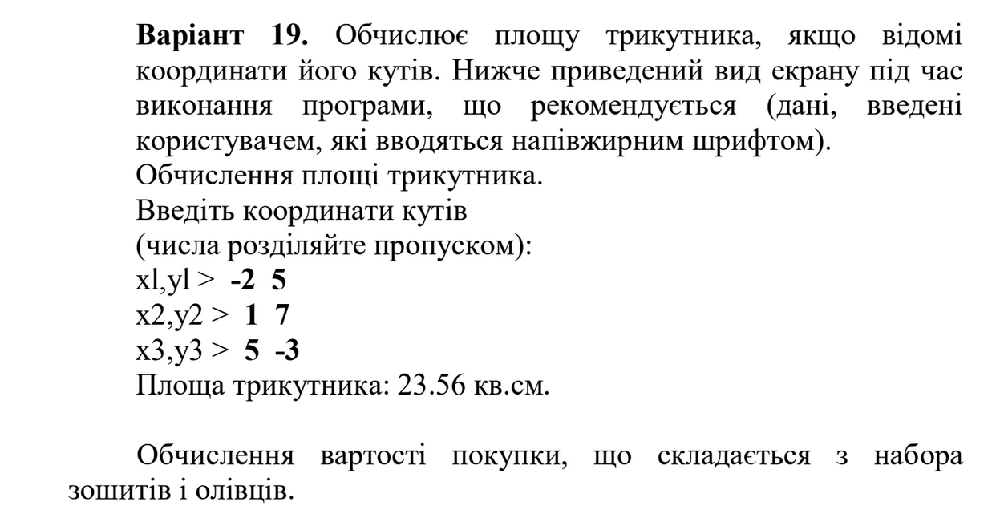 Варіант 19. Обчислює площу трикутника, якщо відомі
координати його кутів. Нижче приведений вид екрану під час
виконання програми, що рекомендується (дані, введені
користувачем, які вводяться напівжирним шрифтом).
Обчислення площі трикутника.
Введіть координати кутів
(числа розділяйте пропуском):
xl,yl > -2 5
x2,y2 > 1 7
x3,y3 > 5 -3
Площа трикутника: 23.56 кв.см.
Обчислення вартості покупки, що складається з набора
зошитів і олівців.